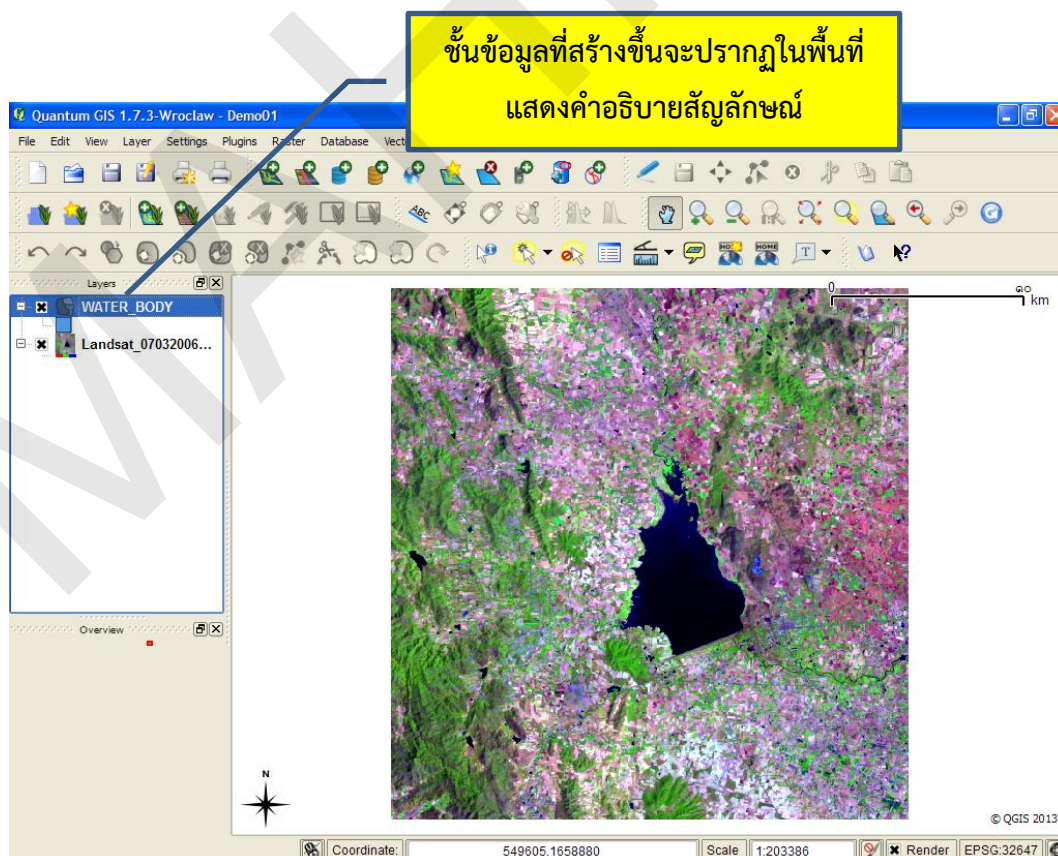 ชั้นข้อมูลที่สร้างขึ้นจะปรากฏในพื้นที่
แสดงคำอธิบายสัญลักษณ์
Quantum GIS 1.7.3-Wroclaw - Demo01
File Edit View Layer Settings Plugins Raster Database Vect
ABC
HOME
T
Layers
WATER_BODY
Landsat_07032006...
Overview
0 ๑๐
km
N
© QGIS 2013
Coordinate: 549605.1658880 Scale 1:203386 Render EPSG:32647